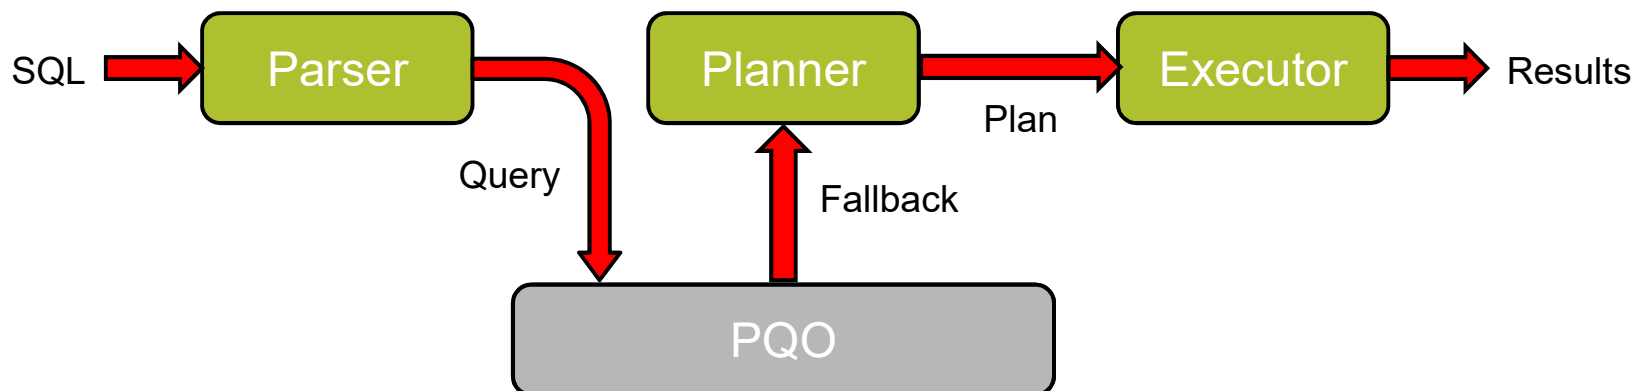 SQL
Parser
Planner
Executor
Results
Plan
Query
Fallback
PQO